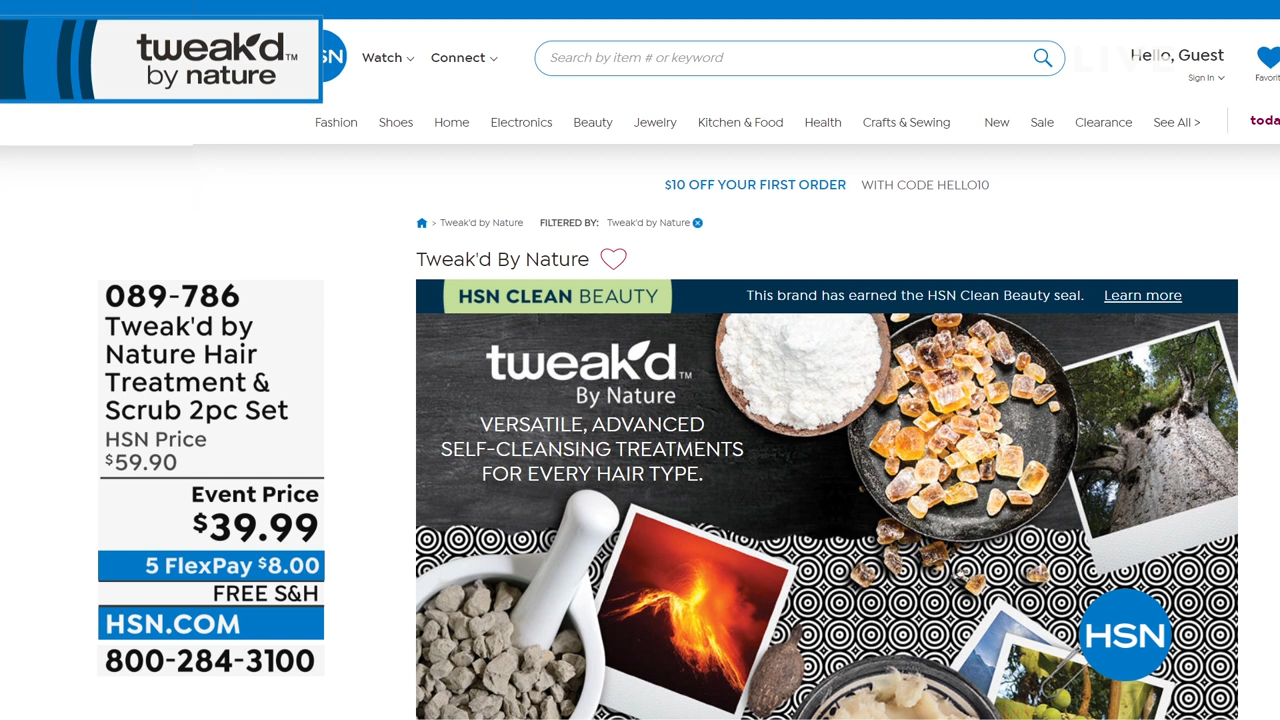 tweak'd™
by nature
SN
Watch
Connect
Search by item # or keyword
LIVE
Hello, Guest
Sign In
Fashion
Shoes
Home
Electronics
Beauty
Jewelry
Kitchen & Food
Health
Crafts & Sewing
New
Sale
Clearance
See All >
$10 OFF YOUR FIRST ORDER WITH CODE HELLO10
> Tweak'd by Nature FILTERED BY: Tweak'd by Nature
Tweak'd By Nature
HSN CLEAN BEAUTY
This brand has earned the HSN Clean Beauty seal. Learn more
tweak'd™
By Nature
VERSATILE, ADVANCED
SELF-CLEANSING TREATMENTS
FOR EVERY HAIR TYPE.
HSN
089-786
Tweak'd by
Nature Hair
Treatment &
Scrub 2pc Set
HSN Price
$59.90
Event Price
$39.99
5 FlexPay $8.00
FREE S&H
HSN.COM
800-284-3100